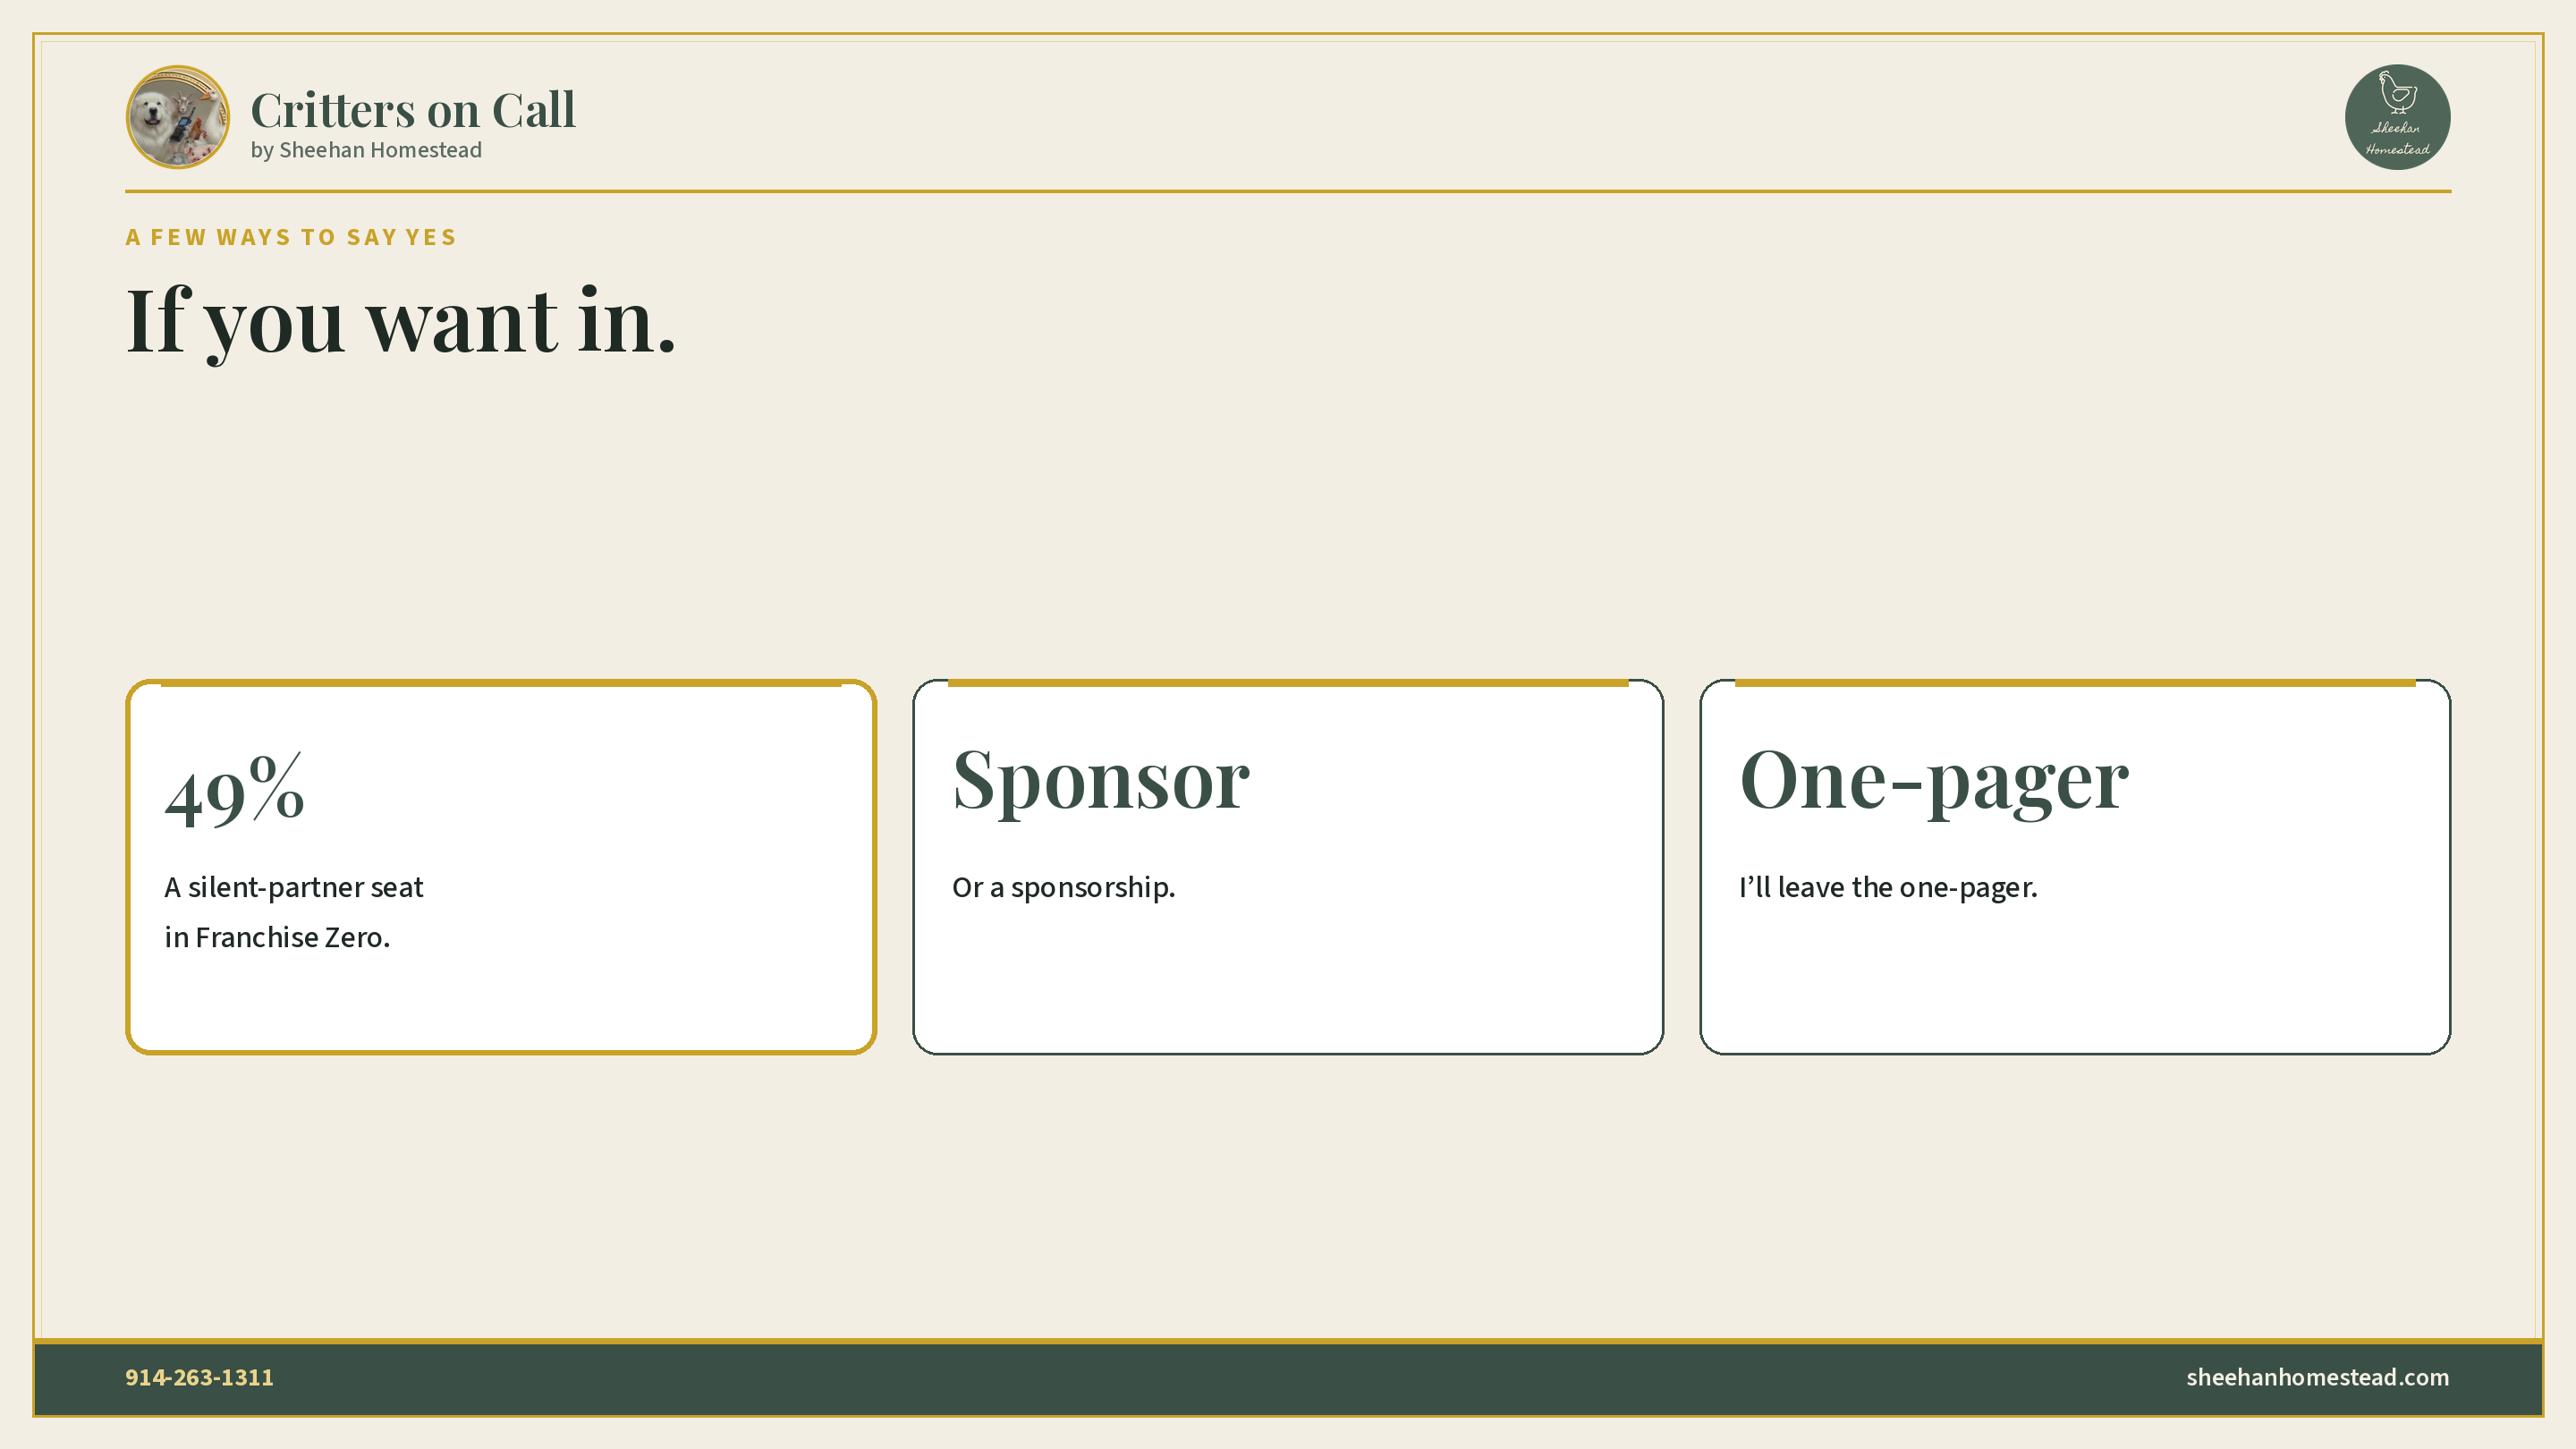 Critters on Call
by Sheehan Homestead
Sheehan
Homestead
A FEW WAYS TO SAY YES
If you want in.
49%
A silent-partner seat
in Franchise Zero.
Sponsor
Or a sponsorship.
One-pager
I’ll leave the one-pager.
914-263-1311
sheehanhomestead.com